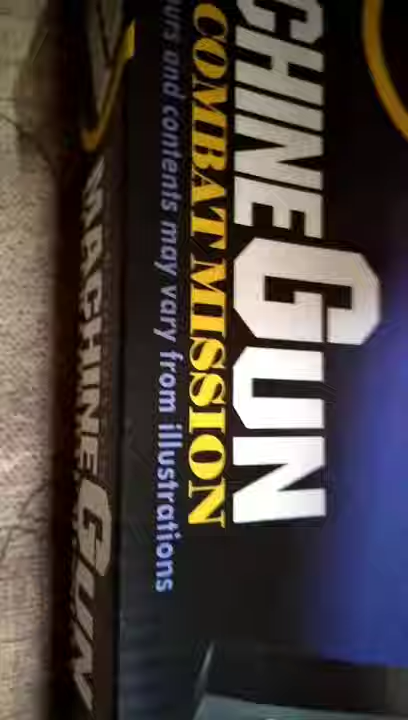 CHINE GUN
COMBAT MISSION
urs and contents may vary from illustrations
MACHINE GUN